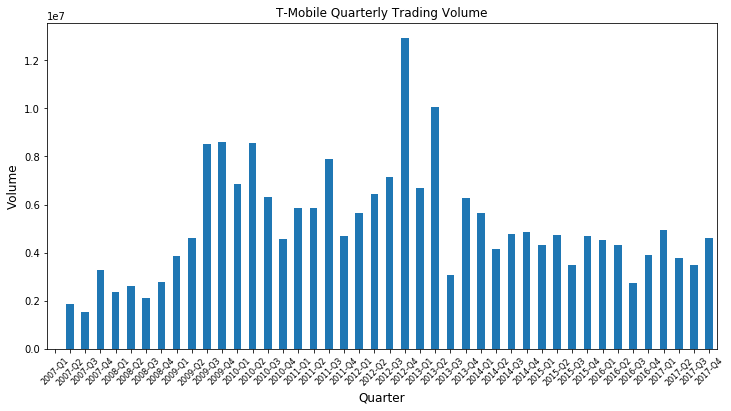 T-Mobile Quarterly Trading Volume
1e7
1.2
1.0
0.8
0.6
0.4
0.2
0.0
Volume
2007-Q1
2007-Q2
2007-Q3
2007-Q4
2008-Q1
2008-Q2
2008-Q3
2008-Q4
2009-Q1
2009-Q2
2009-Q3
2009-Q4
2010-Q1
2010-Q2
2010-Q3
2010-Q4
2011-Q1
2011-Q2
2011-Q3
2011-Q4
2012-Q1
2012-Q2
2012-Q3
2012-Q4
2013-Q1
2013-Q2
2013-Q3
2013-Q4
2014-Q1
2014-Q2
2014-Q3
2014-Q4
2015-Q1
2015-Q2
2015-Q3
2015-Q4
2016-Q1
2016-Q2
2016-Q3
2016-Q4
2017-Q1
2017-Q2
2017-Q3
2017-Q4
Quarter